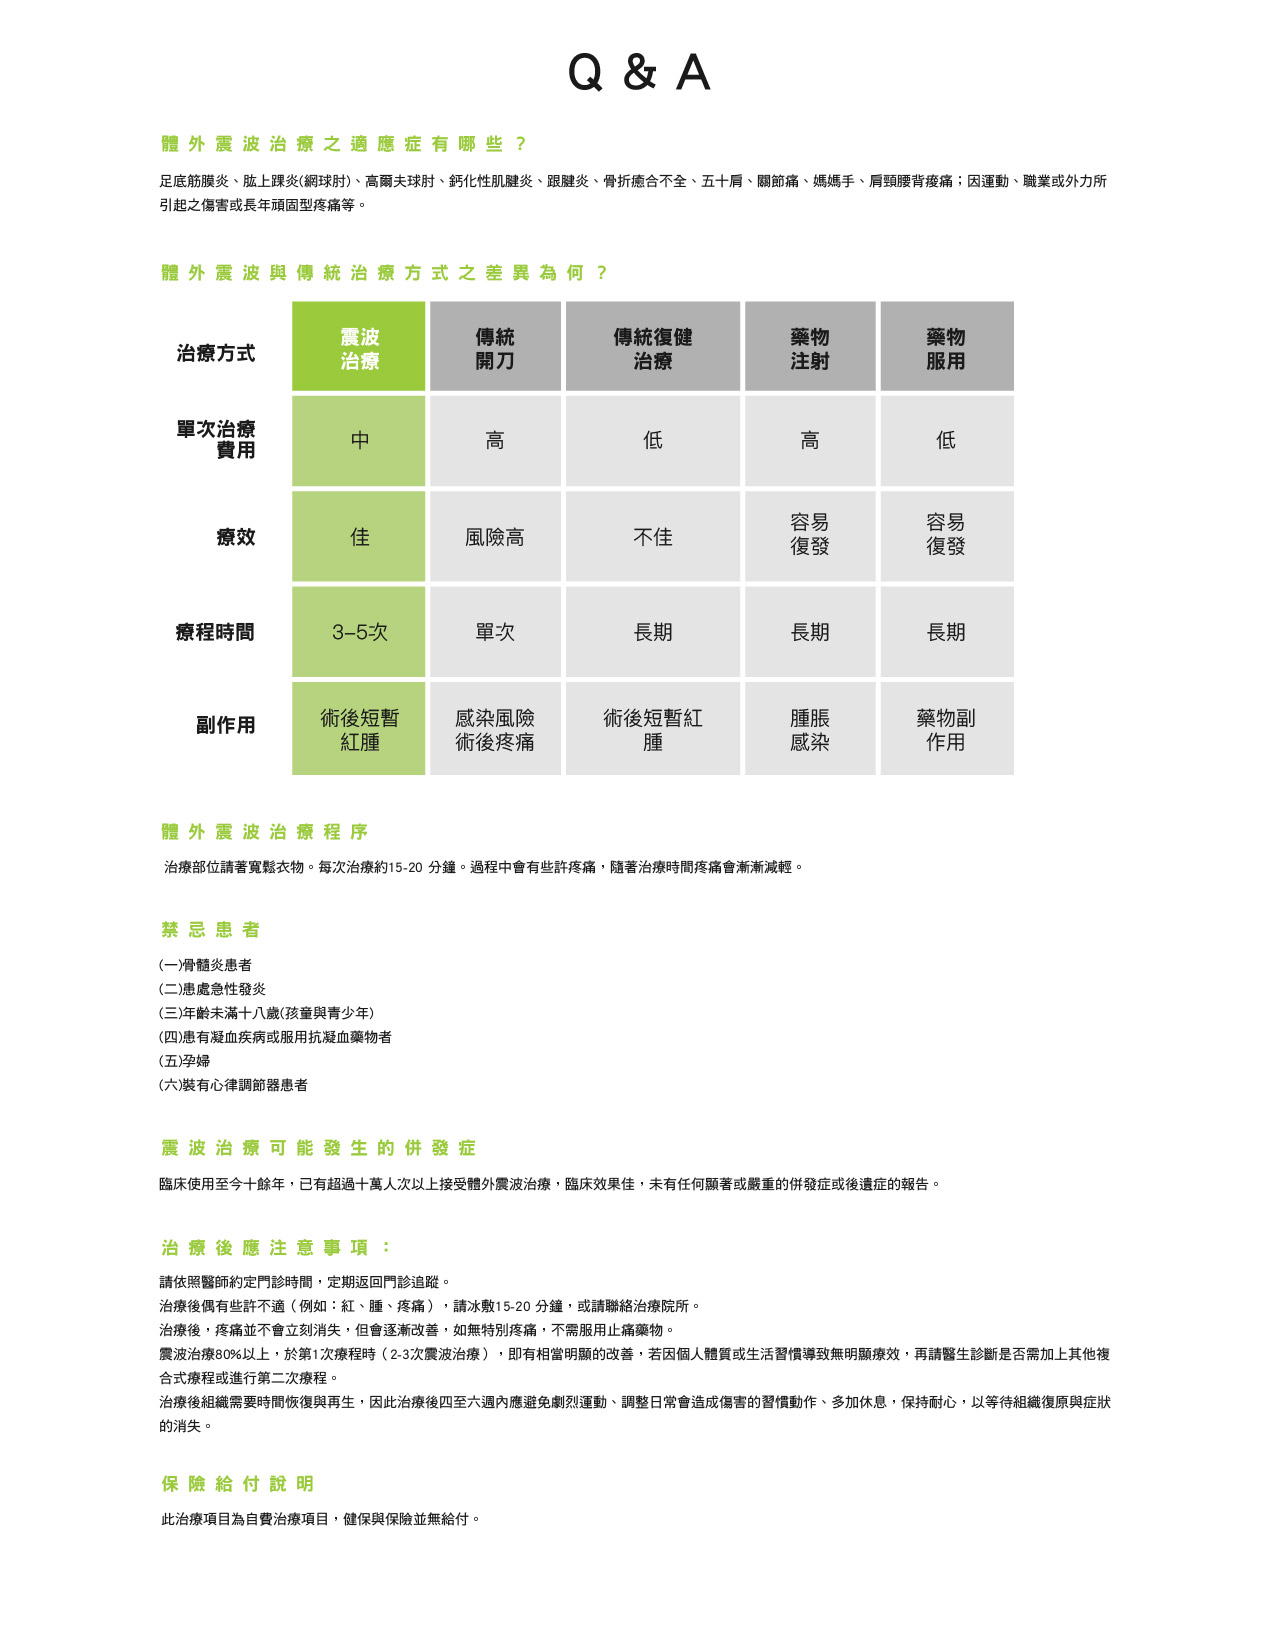 Q & A
體外震波治療之適應症有哪些?
足底筋膜炎、肱上踝炎(網球肘)、高爾夫球肘、鈣化性肌腱炎、跟腱炎、骨折癒合不全、五十肩、關節痛、媽媽手、肩頸腰背痠痛；因運動、職業或外力所
引起之傷害或長年頑固型疼痛等。
體外震波與傳統治療方式之差異為何?
治療方式 震波治療 傳統開刀 傳統復健治療 藥物注射 藥物服用
單次治療費用 中 高 低 高 低
療效 佳 風險高 不佳 容易復發 容易復發
療程時間 3–5次 單次 長期 長期 長期
副作用 術後短暫紅腫 感染風險術後疼痛 術後短暫紅腫 腫脹感染 藥物副作用
體外震波治療程序
治療部位請著寬鬆衣物。每次治療約15-20 分鐘。過程中會有些許疼痛，隨著治療時間疼痛會漸漸減輕。
禁忌患者
(一)骨髓炎患者
(二)患處急性發炎
(三)年齡未滿十八歲(孩童與青少年)
(四)患有凝血疾病或服用抗凝血藥物者
(五)孕婦
(六)裝有心律調節器患者
震波治療可能發生的併發症
臨床使用至今十餘年，已有超過十萬人次以上接受體外震波治療，臨床效果佳，未有任何顯著或嚴重的併發症或後遺症的報告。
治療後應注意事項：
請依照醫師約定門診時間，定期返回門診追蹤。
治療後偶有些許不適（例如：紅、腫、疼痛），請冰敷15-20 分鐘，或請聯絡治療院所。
治療後，疼痛並不會立刻消失，但會逐漸改善，如無特別疼痛，不需服用止痛藥物。
震波治療80%以上，於第1次療程時（2-3次震波治療），即有相當明顯的改善，若因個人體質或生活習慣導致無明顯療效，再請醫生診斷是否需加上其他複
合式療程或進行第二次療程。
治療後組織需要時間恢復與再生，因此治療後四至六週內應避免劇烈運動、調整日常會造成傷害的習慣動作、多加休息，保持耐心，以等待組織復原與症狀
的消失。
保險給付說明
此治療項目為自費治療項目，健保與保險並無給付。